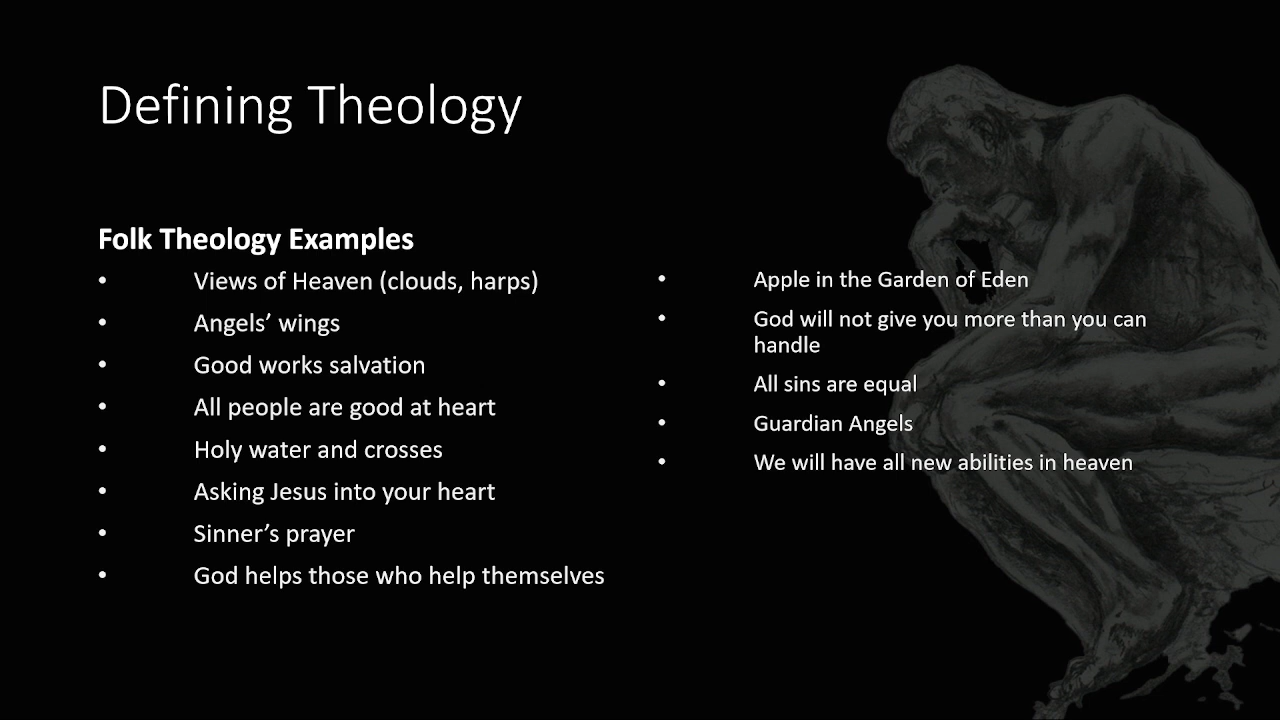 Defining Theology
Folk Theology Examples
• Views of Heaven (clouds, harps)
• Angels’ wings
• Good works salvation
• All people are good at heart
• Holy water and crosses
• Asking Jesus into your heart
• Sinner’s prayer
• God helps those who help themselves
• Apple in the Garden of Eden
• God will not give you more than you can
handle
• All sins are equal
• Guardian Angels
• We will have all new abilities in heaven